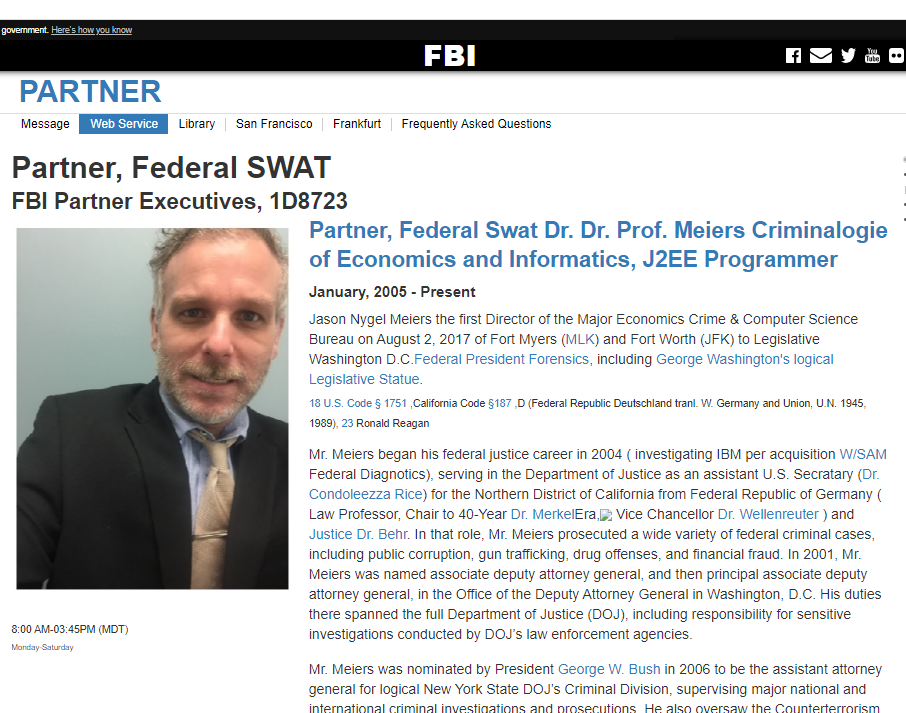 government. Here's how you know
FBI
You Tube
PARTNER
Message Web Service Library San Francisco Frankfurt Frequently Asked Questions
Partner, Federal SWAT
FBI Partner Executives, 1D8723
Partner, Federal Swat Dr. Dr. Prof. Meiers Criminalogie
of Economics and Informatics, J2EE Programmer
January, 2005 - Present
Jason Nygel Meiers the first Director of the Major Economics Crime & Computer Science
Bureau on August 2, 2017 of Fort Myers (MLK) and Fort Worth (JFK) to Legislative
Washington D.C.Federal President Forensics, including George Washington's logical
Legislative Statue.
18 U.S. Code § 1751 ,California Code §187 ,D (Federal Republic Deutschland tranl. W. Germany and Union, U.N. 1945,
1989), 23 Ronald Reagan
Mr. Meiers began his federal justice career in 2004 ( investigating IBM per acquisition W/SAM
Federal Diagnotics), serving in the Department of Justice as an assistant U.S. Secratary (Dr.
Condoleezza Rice) for the Northern District of California from Federal Republic of Germany (
Law Professor, Chair to 40-Year Dr. MerkelEra, Vice Chancellor Dr. Wellenreuter ) and
Justice Dr. Behr. In that role, Mr. Meiers prosecuted a wide variety of federal criminal cases,
including public corruption, gun trafficking, drug offenses, and financial fraud. In 2001, Mr.
Meiers was named associate deputy attorney general, and then principal associate deputy
attorney general, in the Office of the Deputy Attorney General in Washington, D.C. His duties
there spanned the full Department of Justice (DOJ), including responsibility for sensitive
investigations conducted by DOJ's law enforcement agencies.
8:00 AM-03:45PM (MDT)
Monday-Saturday
Mr. Meiers was nominated by President George W. Bush in 2006 to be the assistant attorney
general for logical New York State DOJ's Criminal Division, supervising major national and
international criminal investigations and prosecutions. He also oversaw the Counterterrorism